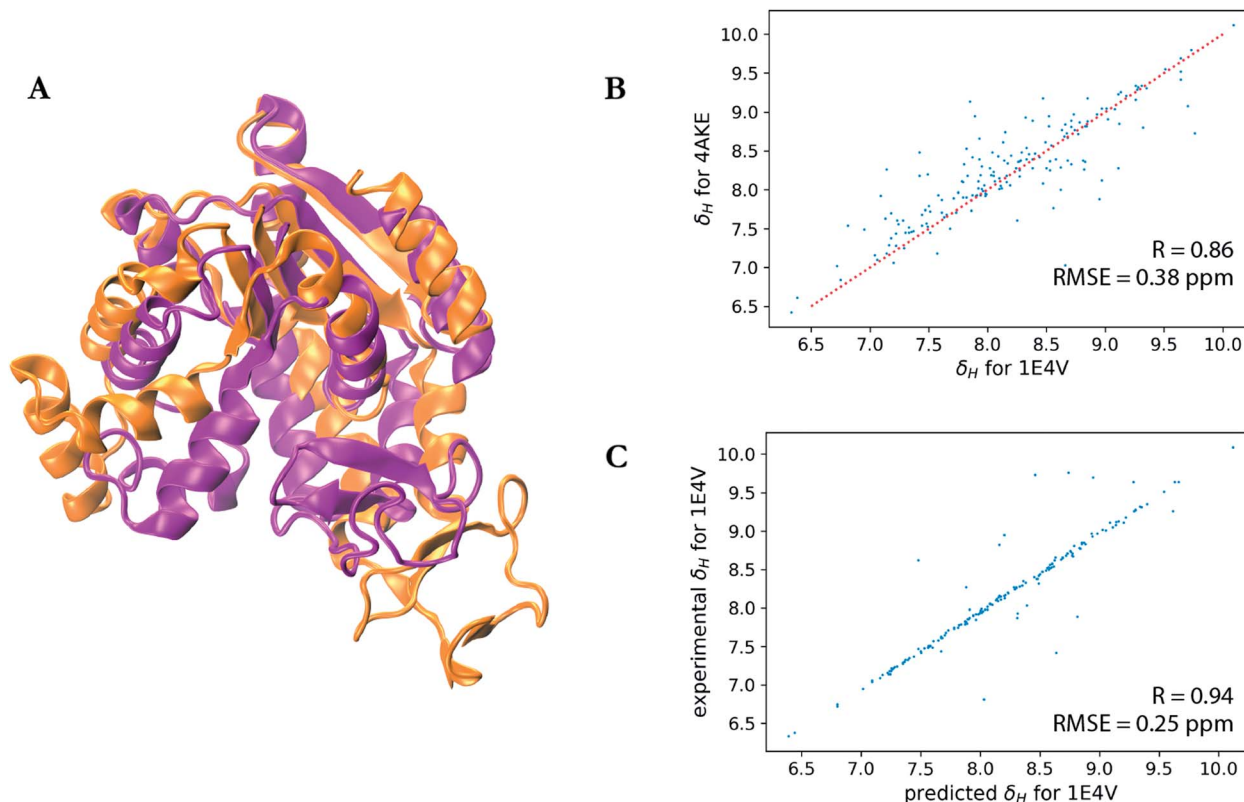 A
B
δH for 4AKE
10.0
9.5
9.0
8.5
8.0
7.5
7.0
6.5
R = 0.86
RMSE = 0.38 ppm
6.5 7.0 7.5 8.0 8.5 9.0 9.5 10.0
δH for 1E4V
C
experimental δH for 1E4V
10.0
9.5
9.0
8.5
8.0
7.5
7.0
6.5
R = 0.94
RMSE = 0.25 ppm
6.5 7.0 7.5 8.0 8.5 9.0 9.5 10.0
predicted δH for 1E4V